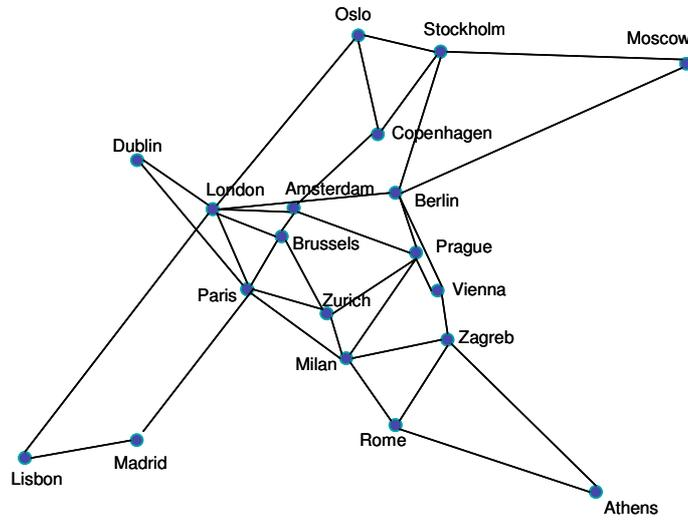 Oslo
Stockholm
Moscow
Copenhagen
Dublin
London
Amsterdam
Berlin
Brussels
Prague
Paris
Zurich
Vienna
Milan
Zagreb
Rome
Madrid
Lisbon
Athens